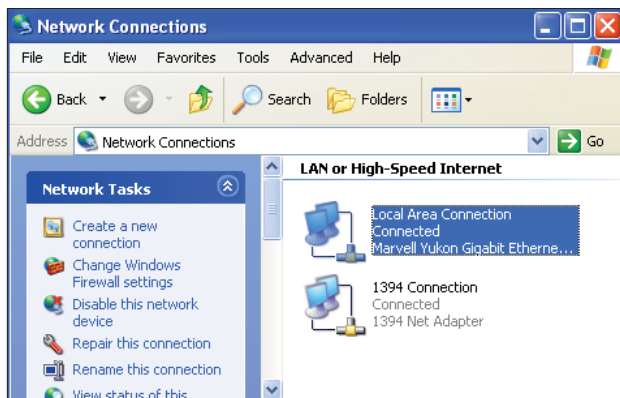 Network Connections
File Edit View Favorites Tools Advanced Help
Back Search Folders
Address Network Connections Go
Network Tasks
Create a new
connection
Change Windows
Firewall settings
Disable this network
device
Repair this connection
Rename this connection
View status of this
LAN or High-Speed Internet
Local Area Connection
Connected
Marvell Yukon Gigabit Etherne...
1394 Connection
Connected
1394 Net Adapter